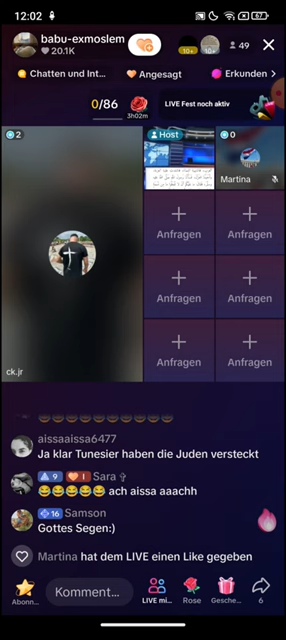 12:02
67
babu-exmoslem
20.1K
10+
10+
49
Chatten und Int...
Angesagt
Erkunden
0/86
3h02m
LIVE Fest noch aktiv
2
Host
0
Martina
Anfragen
Anfragen
Anfragen
Anfragen
Anfragen
Anfragen
ck.jr
aissaaissa6477
Ja klar Tunesier haben die Juden versteckt
9
1
Sara ✞
😂😂😂😂😂 ach aissa aaachh
16
Samson
Gottes Segen:)
Martina hat dem LIVE einen Like gegeben
Abonn...
Komment...
LIVE mi...
Rose
Gesche...
6